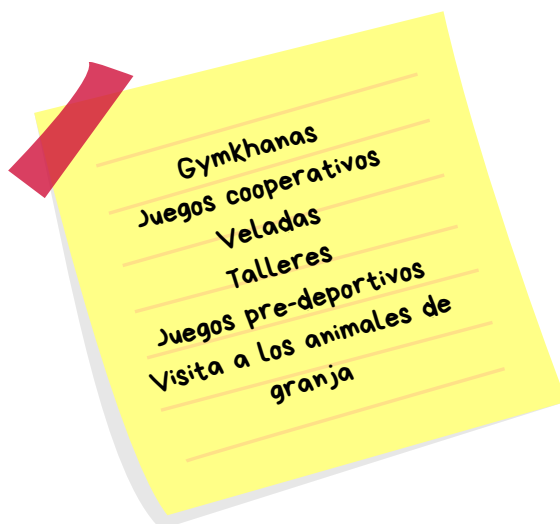 Gymkhanas
Juegos cooperativos
Veladas
Talleres
Juegos pre-deportivos
Visita a los animales de
granja